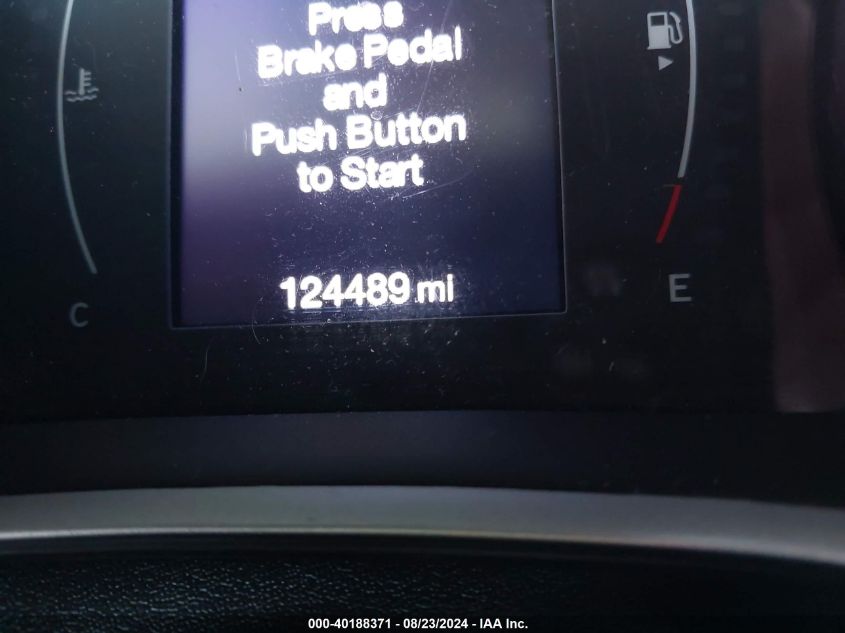 Press
Brake Pedal
and
Push Button
to Start
124489 mi
C
E
000-40188371 - 08/23/2024 - IAA Inc.